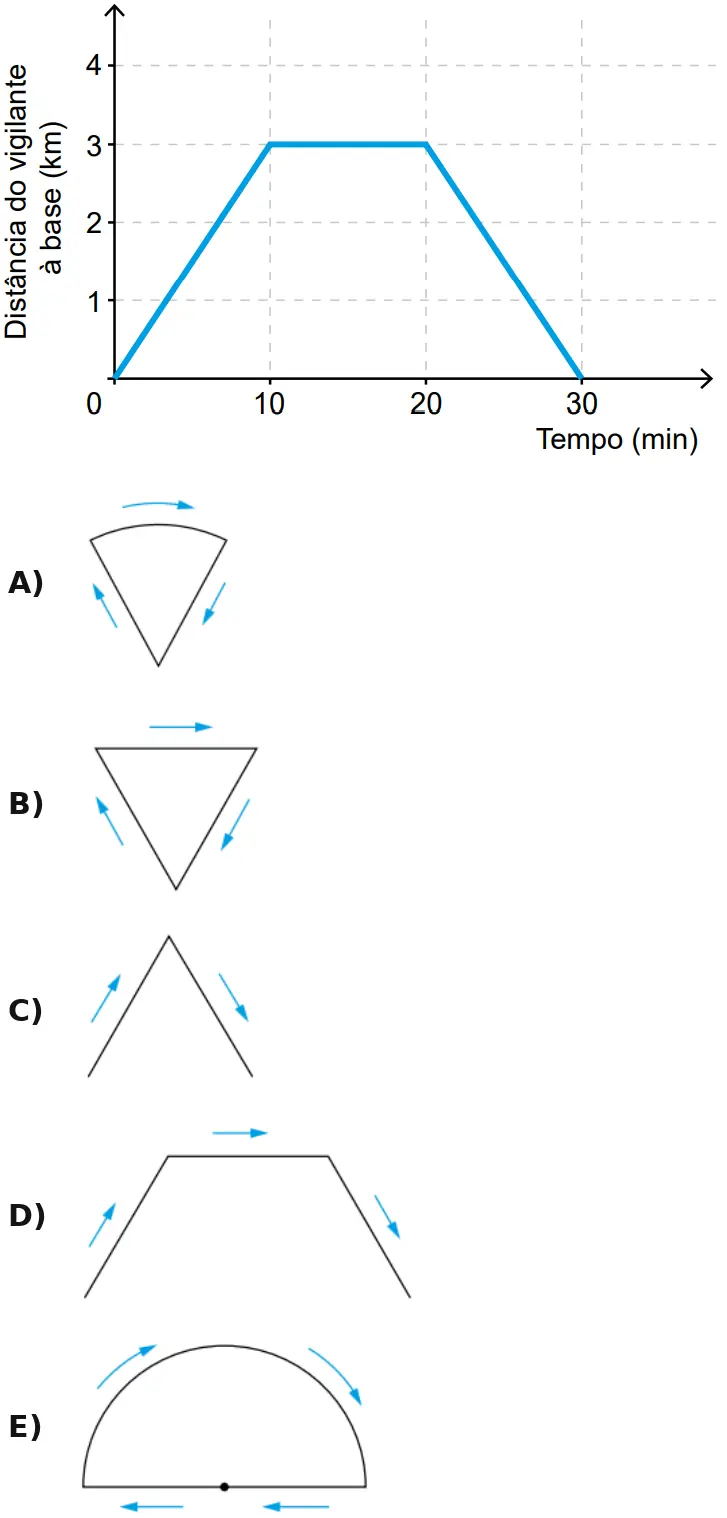 Distância do vigilante
à base (km)
4
3
2
1
0
10
20
30
Tempo (min)
A)
B)
C)
D)
E)